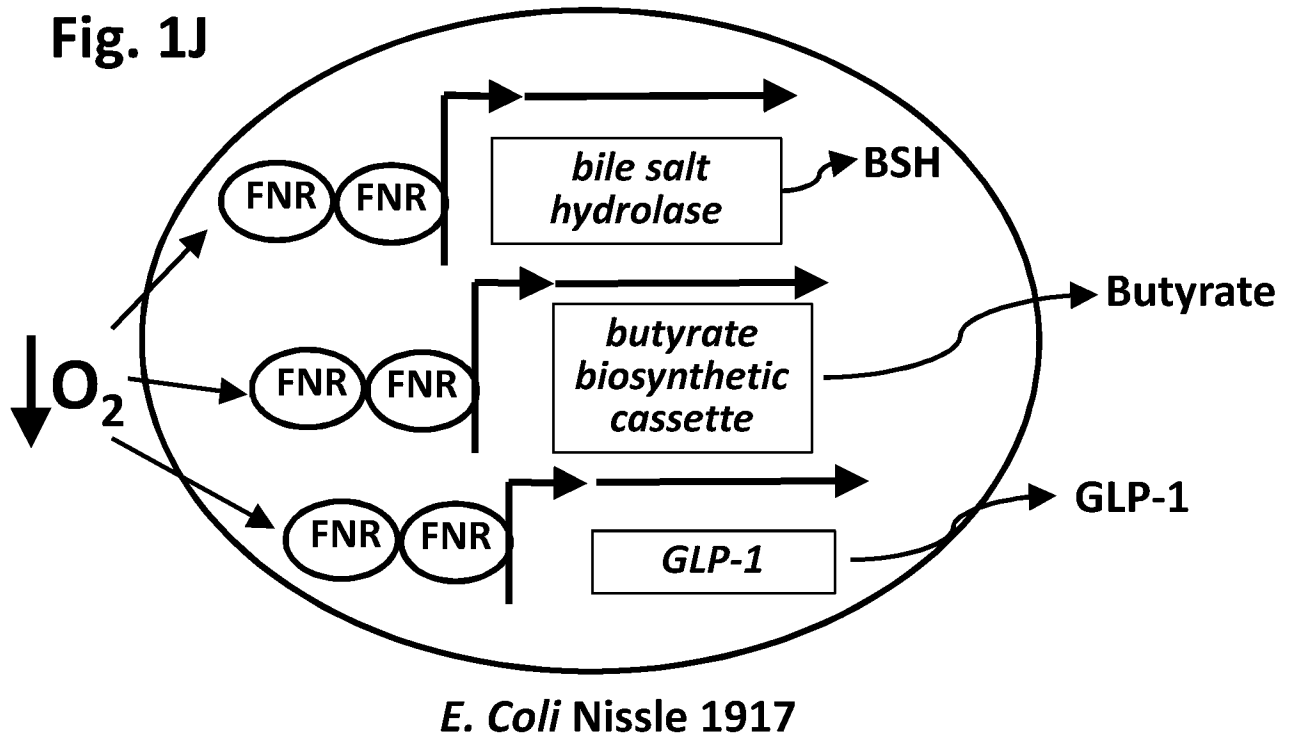 Fig. 1J
FNR FNR
bile salt
hydrolase
BSH
FNR FNR
butyrate
biosynthetic
cassette
Butyrate
O₂
FNR FNR
GLP-1
GLP-1
E. Coli Nissle 1917